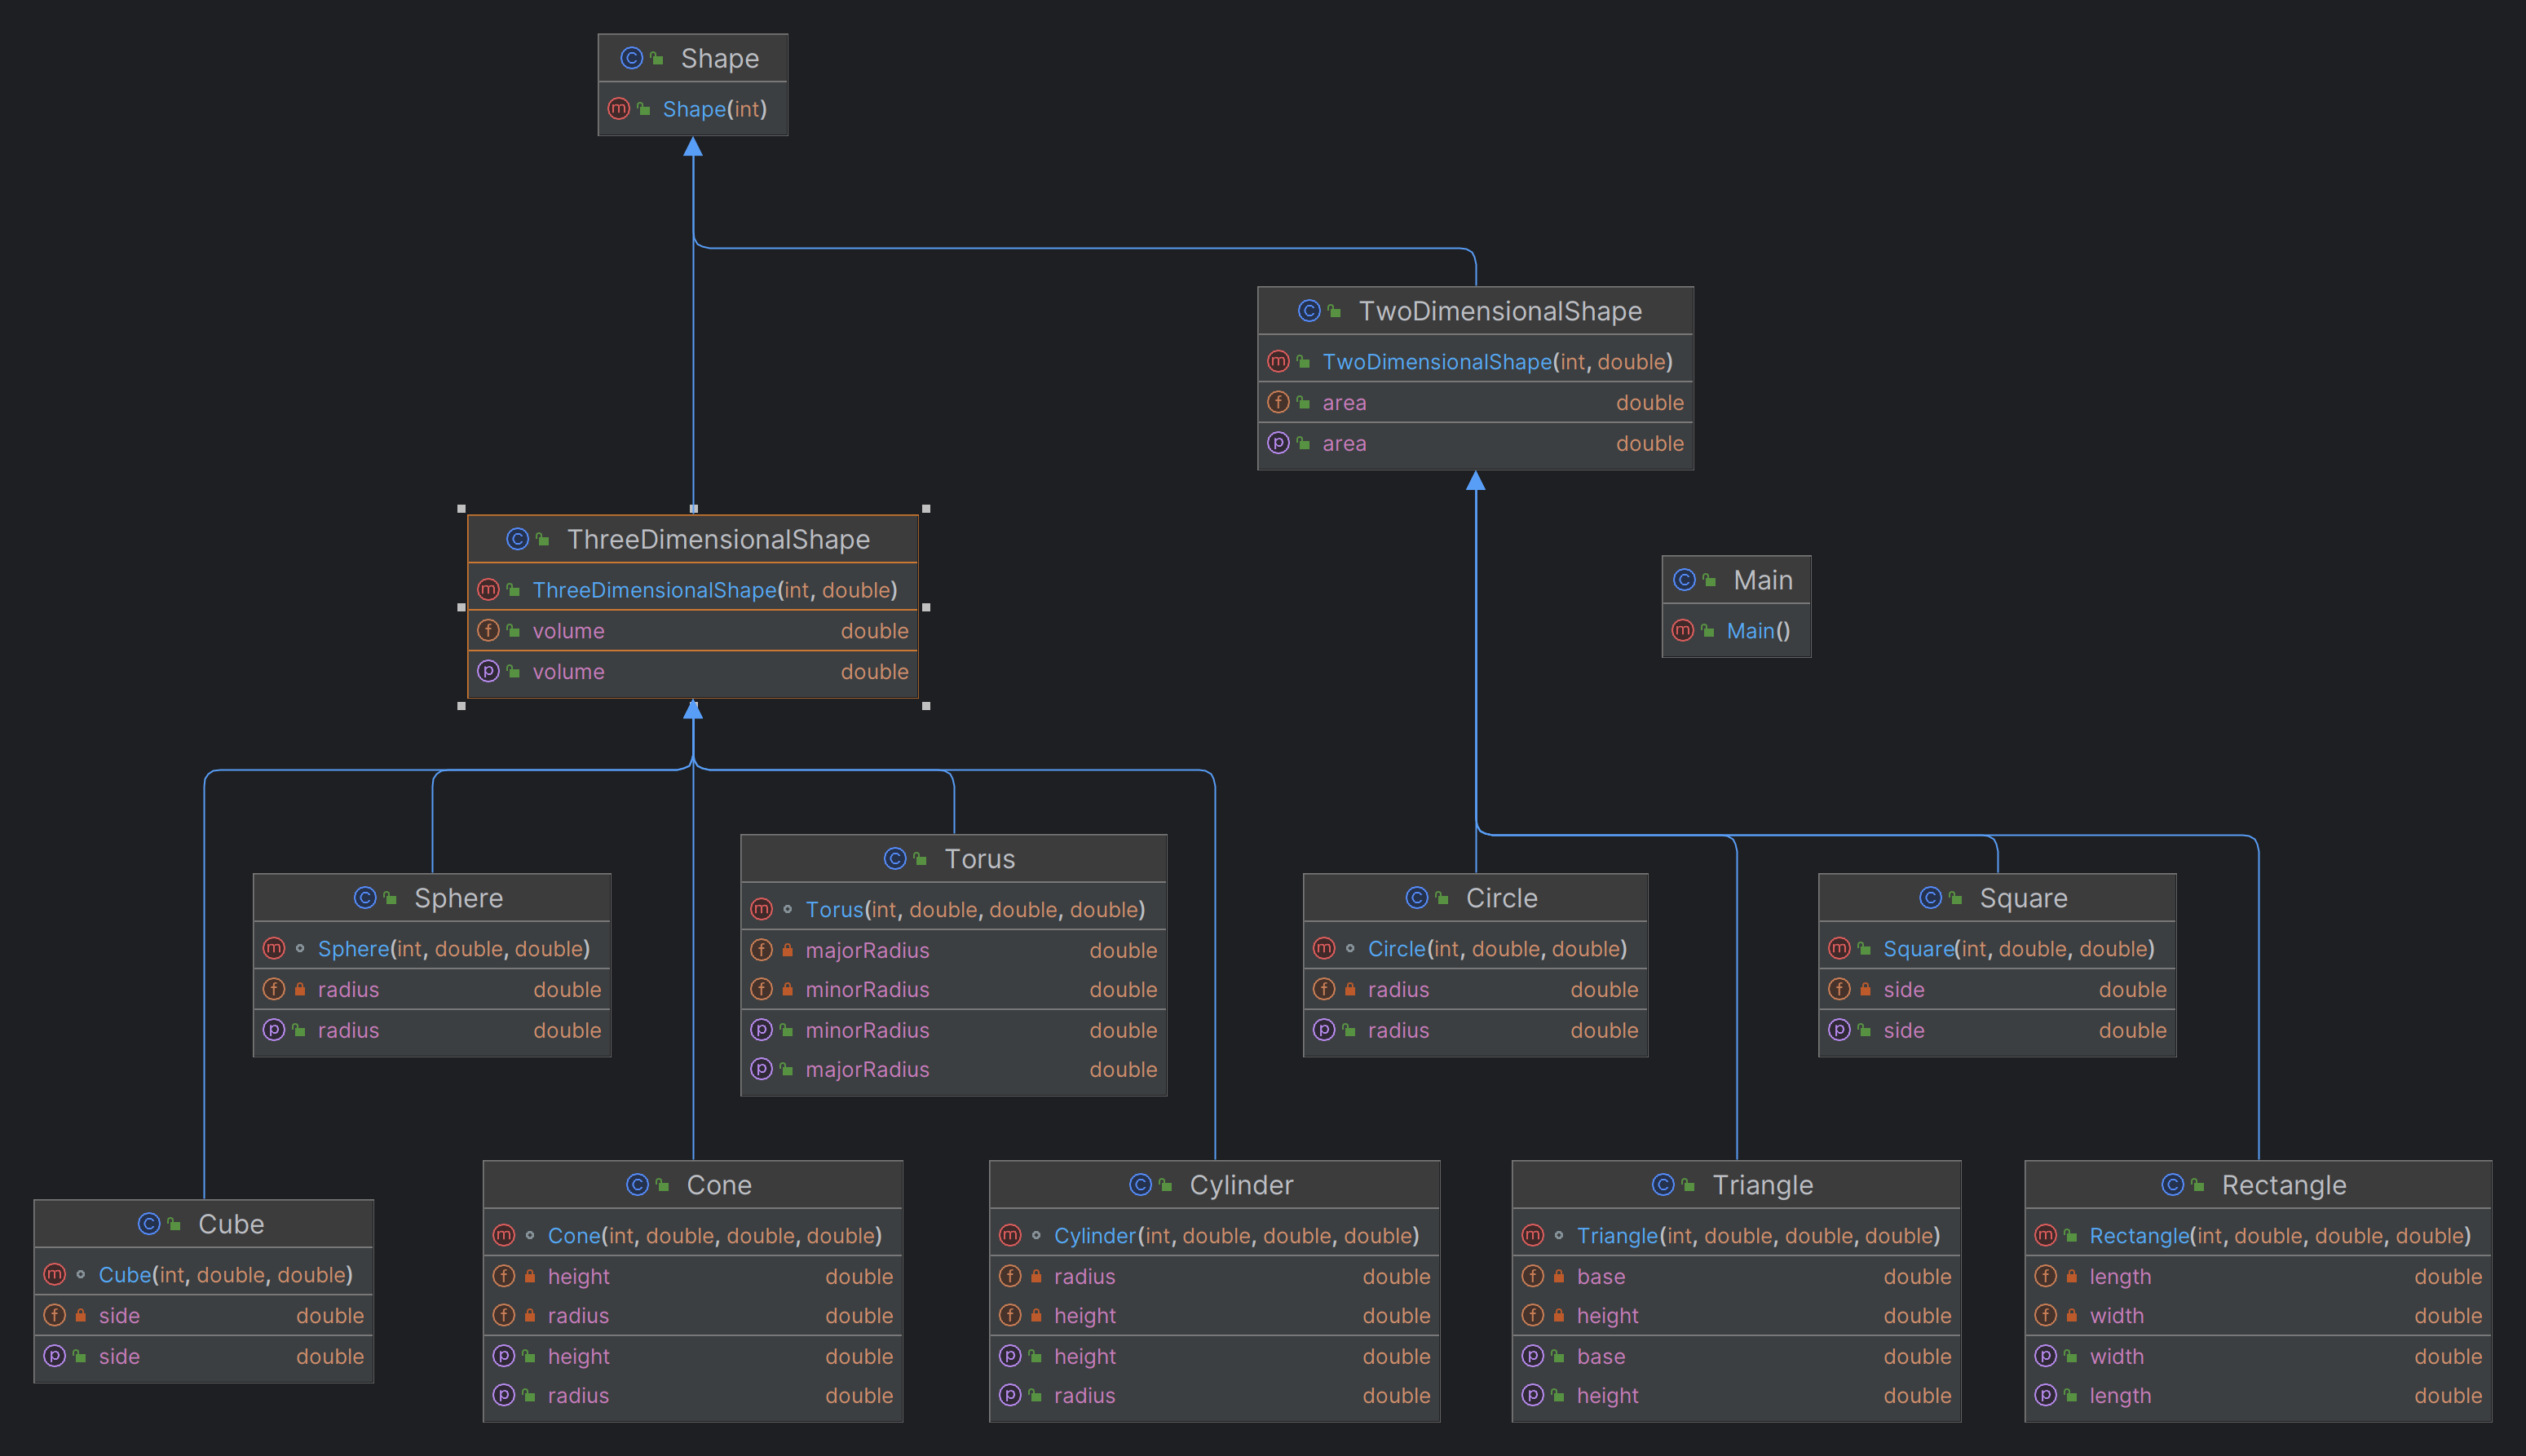 Shape
Shape(int)
TwoDimensionalShape
TwoDimensionalShape(int, double)
area double
area double
ThreeDimensionalShape
ThreeDimensionalShape(int, double)
volume double
volume double
Main
Main()
Torus
Torus(int, double, double, double)
majorRadius double
minorRadius double
minorRadius double
majorRadius double
Sphere
Sphere(int, double, double)
radius double
radius double
Circle
Circle(int, double, double)
radius double
radius double
Square
Square(int, double, double)
side double
side double
Cube
Cube(int, double, double)
side double
side double
Cone
Cone(int, double, double, double)
height double
radius double
height double
radius double
Cylinder
Cylinder(int, double, double, double)
radius double
height double
height double
radius double
Triangle
Triangle(int, double, double, double)
base double
height double
base double
height double
Rectangle
Rectangle(int, double, double, double)
length double
width double
width double
length double